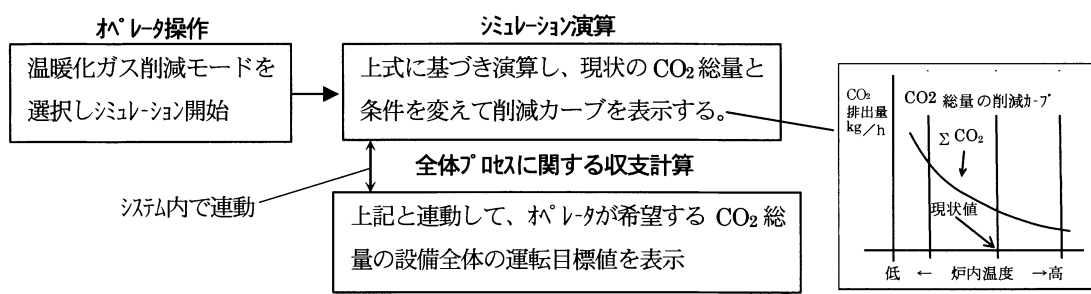 オペレータ操作
温暖化ガス削減モードを
選択しシミュレーション開始
シミュレーション演算
上式に基づき演算し、現状の CO₂ 総量と
条件を変えて削減カーブを表示する。
全体プロセスに関する収支計算
システム内で連動
上記と連動して、オペレータが希望する CO₂ 総
量の設備全体の運転目標値を表示
CO₂
排出量
kg/h
CO2 総量の削減カーブ
Σ CO₂
現状値
低 ← 炉内温度 →高